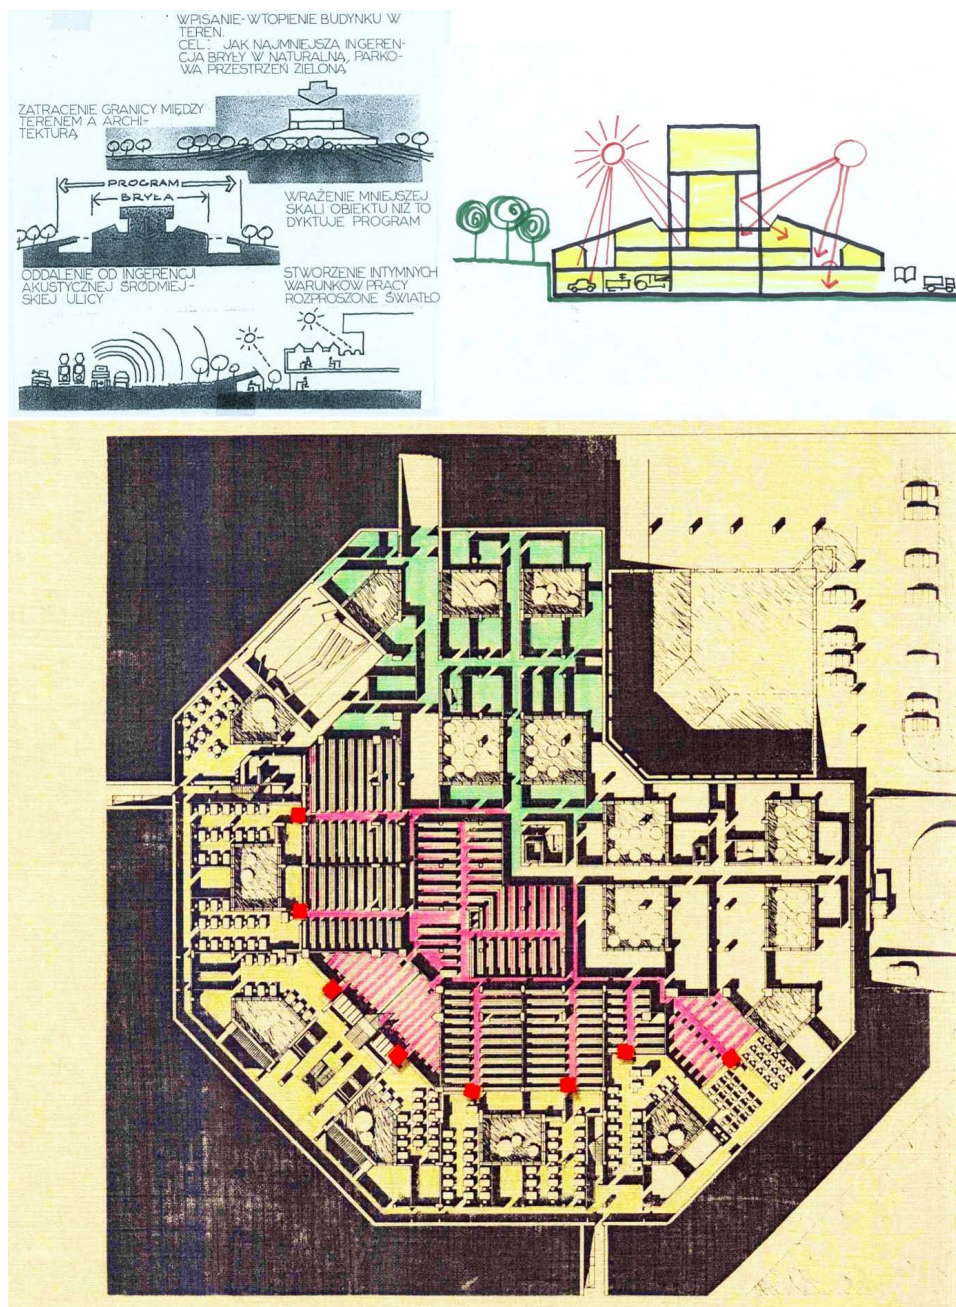 WPISANIE-WTOPIENIE BUDYNKU W
TEREN.
CEL: JAK NAJMNIEJSZA INGEREN-
CJA BRYŁY W NATURALNĄ, PARKO-
WĄ PRZESTRZEŃ ZIELONĄ
ZATRACENIE GRANICY MIĘDZY
TERENEM A ARCHI-
TEKTURĄ
PROGRAM
BRYŁA
WRAŻENIE MNIEJSZEJ
SKALI OBIEKTU NIŻ TO
DYKTUJE PROGRAM
ODDALENIE OD INGERENCJI
AKUSTYCZNEJ ŚRÓDMIEJ-
SKIEJ ULICY
STWORZENIE INTYMNYCH
WARUNKÓW PRACY
ROZPROSZONE ŚWIATŁO